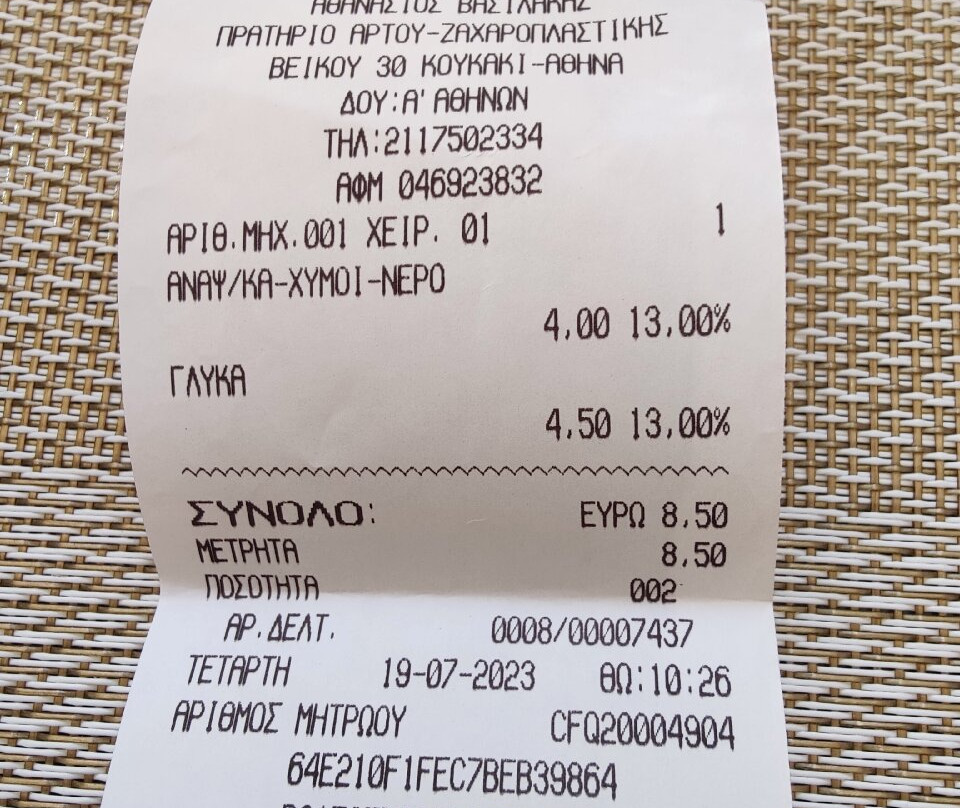 ΑΘΑΝΑΣΙΟΣ ΒΑΣΙΛΑΚΗΣ
ΠΡΑΤΗΡΙΟ ΑΡΤΟΥ-ΖΑΧΑΡΟΠΛΑΣΤΙΚΗΣ
ΒΕΙΚΟΥ 30 ΚΟΥΚΑΚΙ-ΑΘΗΝΑ
ΔΟΥ:Α' ΑΘΗΝΩΝ
ΤΗΛ:2117502334
ΑΦΜ 046923832
ΑΡΙΘ.ΜΗΧ.001 ΧΕΙΡ. 01 1
ΑΝΑΨ/ΚΑ-ΧΥΜΟΙ-ΝΕΡΟ
4,00 13,00%
ΓΛΥΚΑ
4,50 13,00%
ΣΥΝΟΛΟ: ΕΥΡΩ 8,50
ΜΕΤΡΗΤΑ 8,50
ΠΟΣΟΤΗΤΑ 002
ΑΡ.ΔΕΛΤ. 0008/00007437
ΤΕΤΑΡΤΗ 19-07-2023 ΘΩ:10:26
ΑΡΙΘΜΟΣ ΜΗΤΡΩΟΥ CFQ20004904
64E210F1FEC7BEB39864